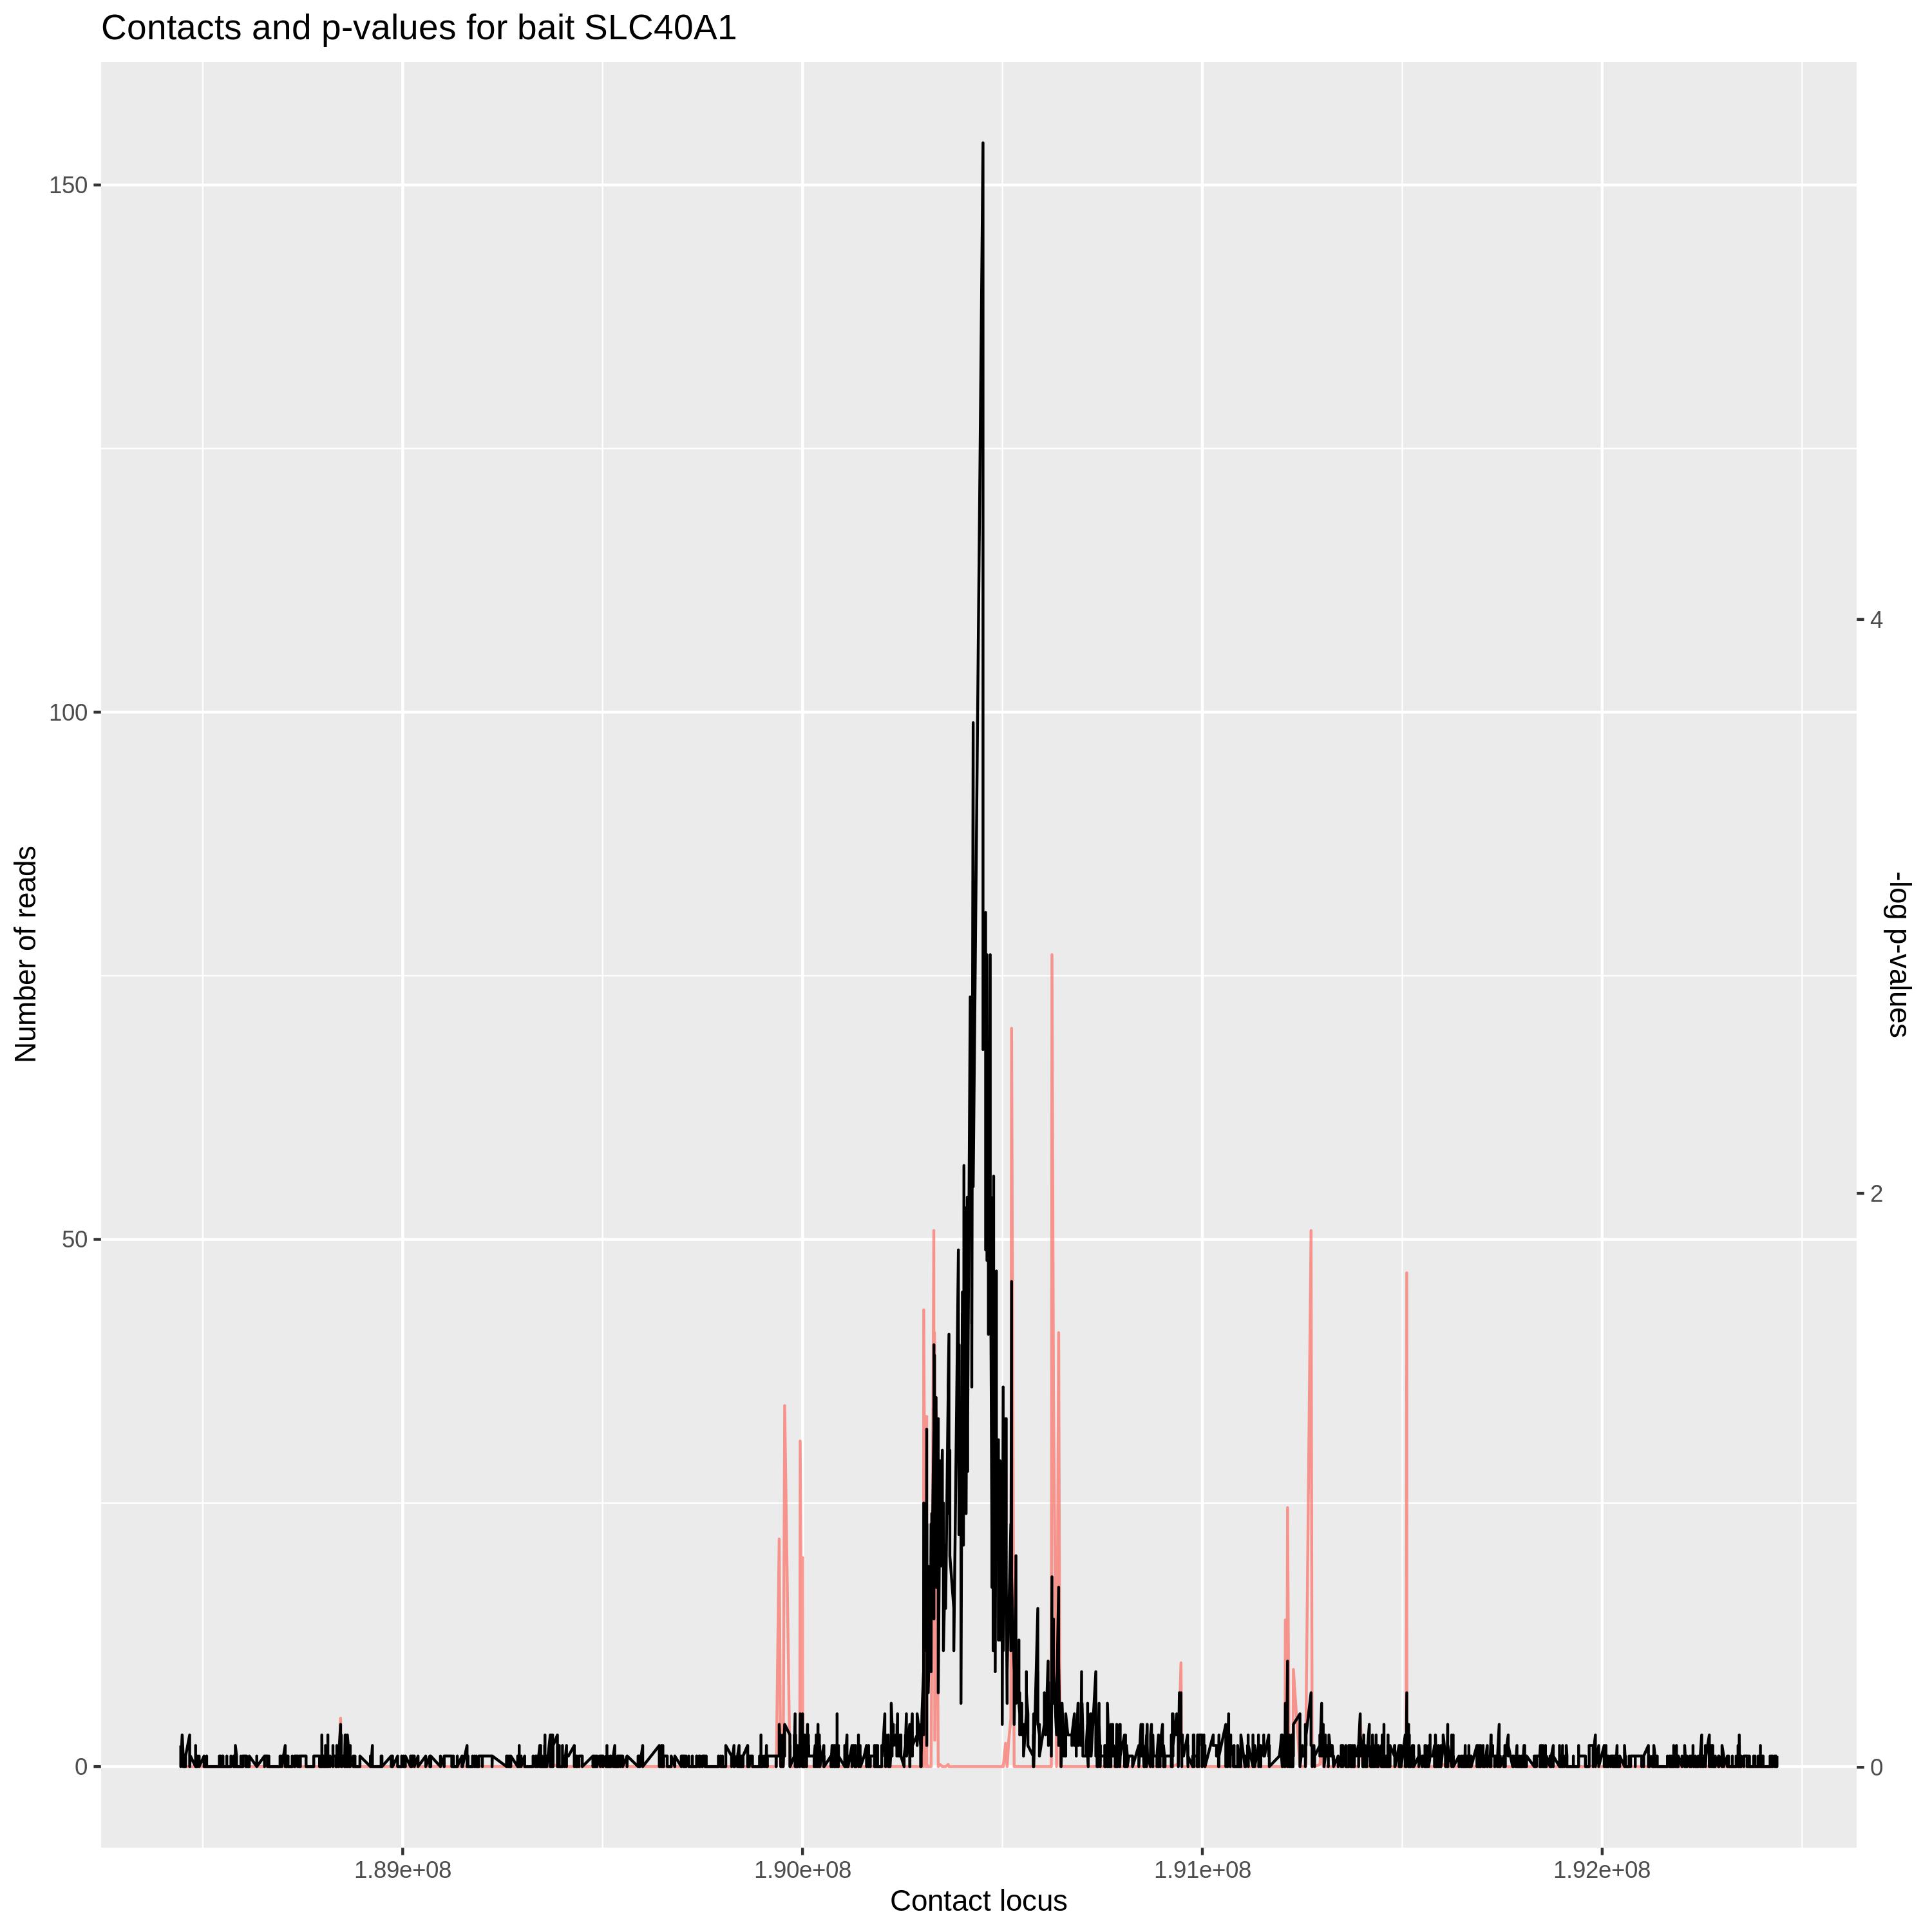 Contacts and p-values for bait SLC40A1
150
100
50
0
Number of reads
4
2
0
-log p-values
1.89e+08 1.90e+08 1.91e+08 1.92e+08
Contact locus